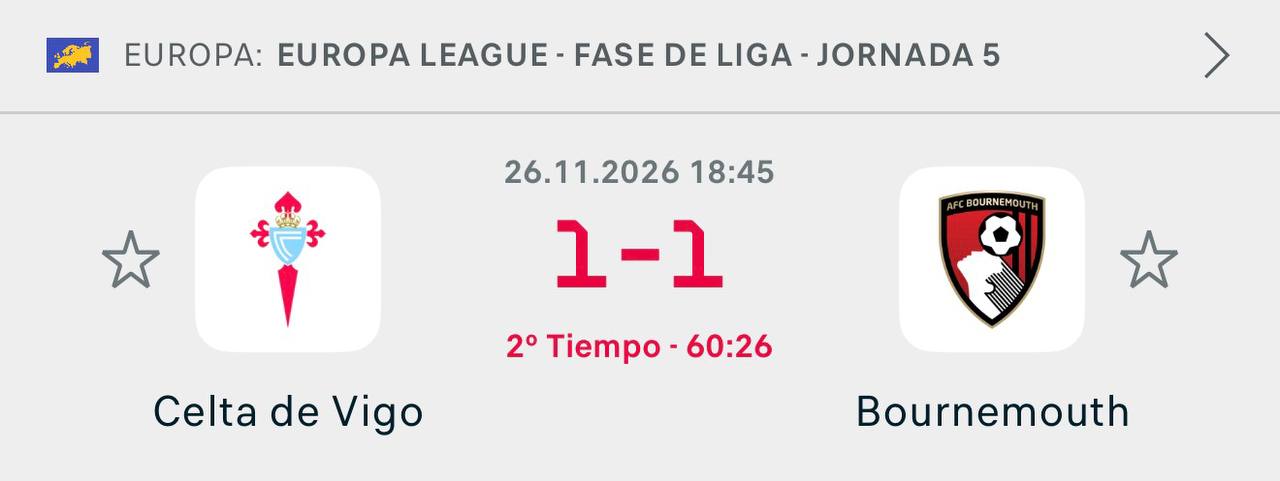 EUROPA: EUROPA LEAGUE - FASE DE LIGA - JORNADA 5
26.11.2026 18:45
1-1
2º Tiempo - 60:26
AFC BOURNEMOUTH
Celta de Vigo
Bournemouth